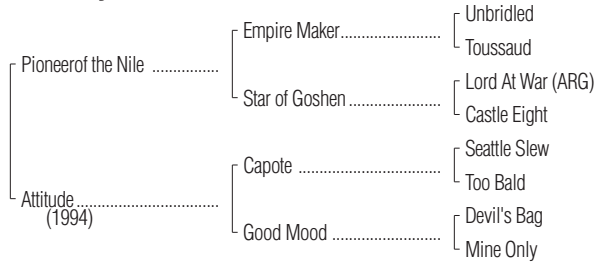 Unbridled
Empire Maker....................
Toussaud
Pioneerof the Nile ................
Lord At War (ARG)
Star of Goshen......................
Castle Eight
Seattle Slew
Capote ................................
Too Bald
Attitude..................................
(1994)
Devil's Bag
Good Mood .........................
Mine Only